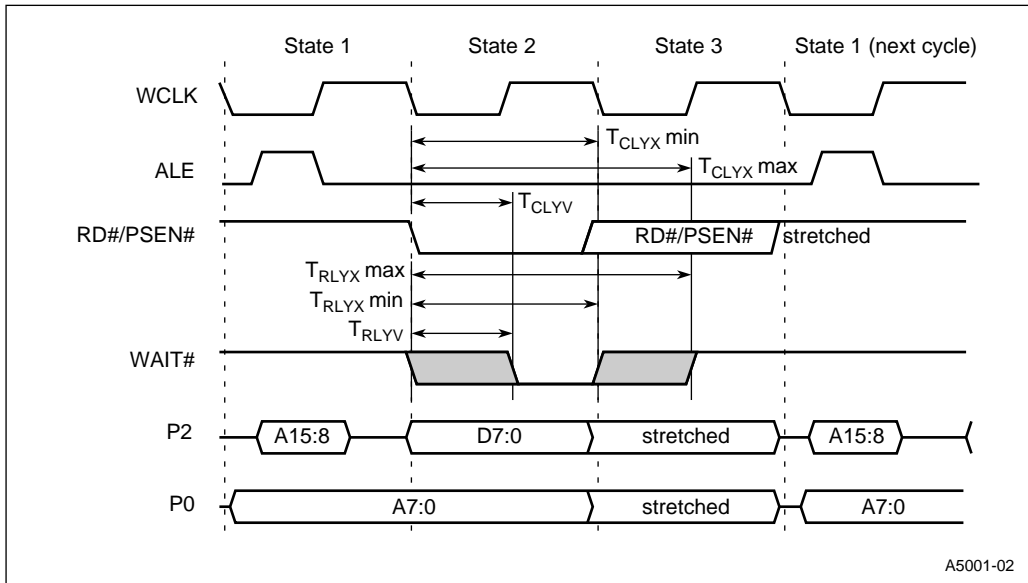 State 1 State 2 State 3 State 1 (next cycle)
WCLK
T_CLYX min
ALE T_CLYX max
T_CLYV
RD#/PSEN# RD#/PSEN# stretched
T_RLYX max
T_RLYX min
T_RLYV
WAIT#
P2 A15:8 D7:0 stretched A15:8
P0 A7:0 stretched A7:0
A5001-02